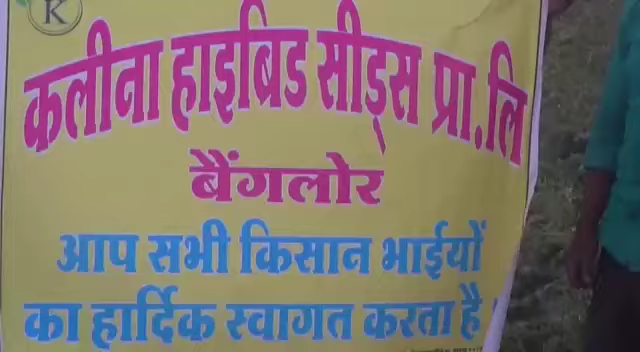 K
कलीना हाइबिड सीड्स प्रा.लि
बैंगलोर
आप सभी किसान भाईयों
का हार्दिक स्वागत करता है।